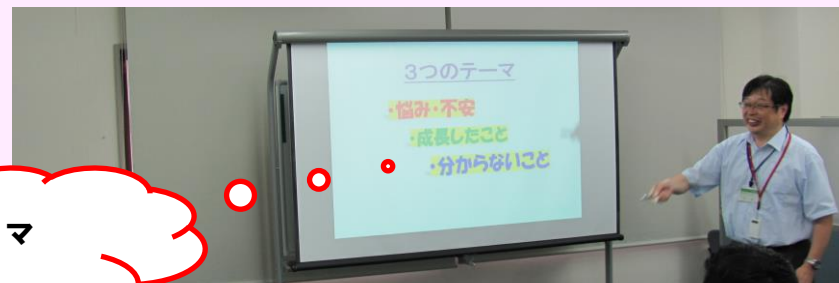 3つのテーマ
・悩み・不安
・成長したこと
・分からないこと
マ